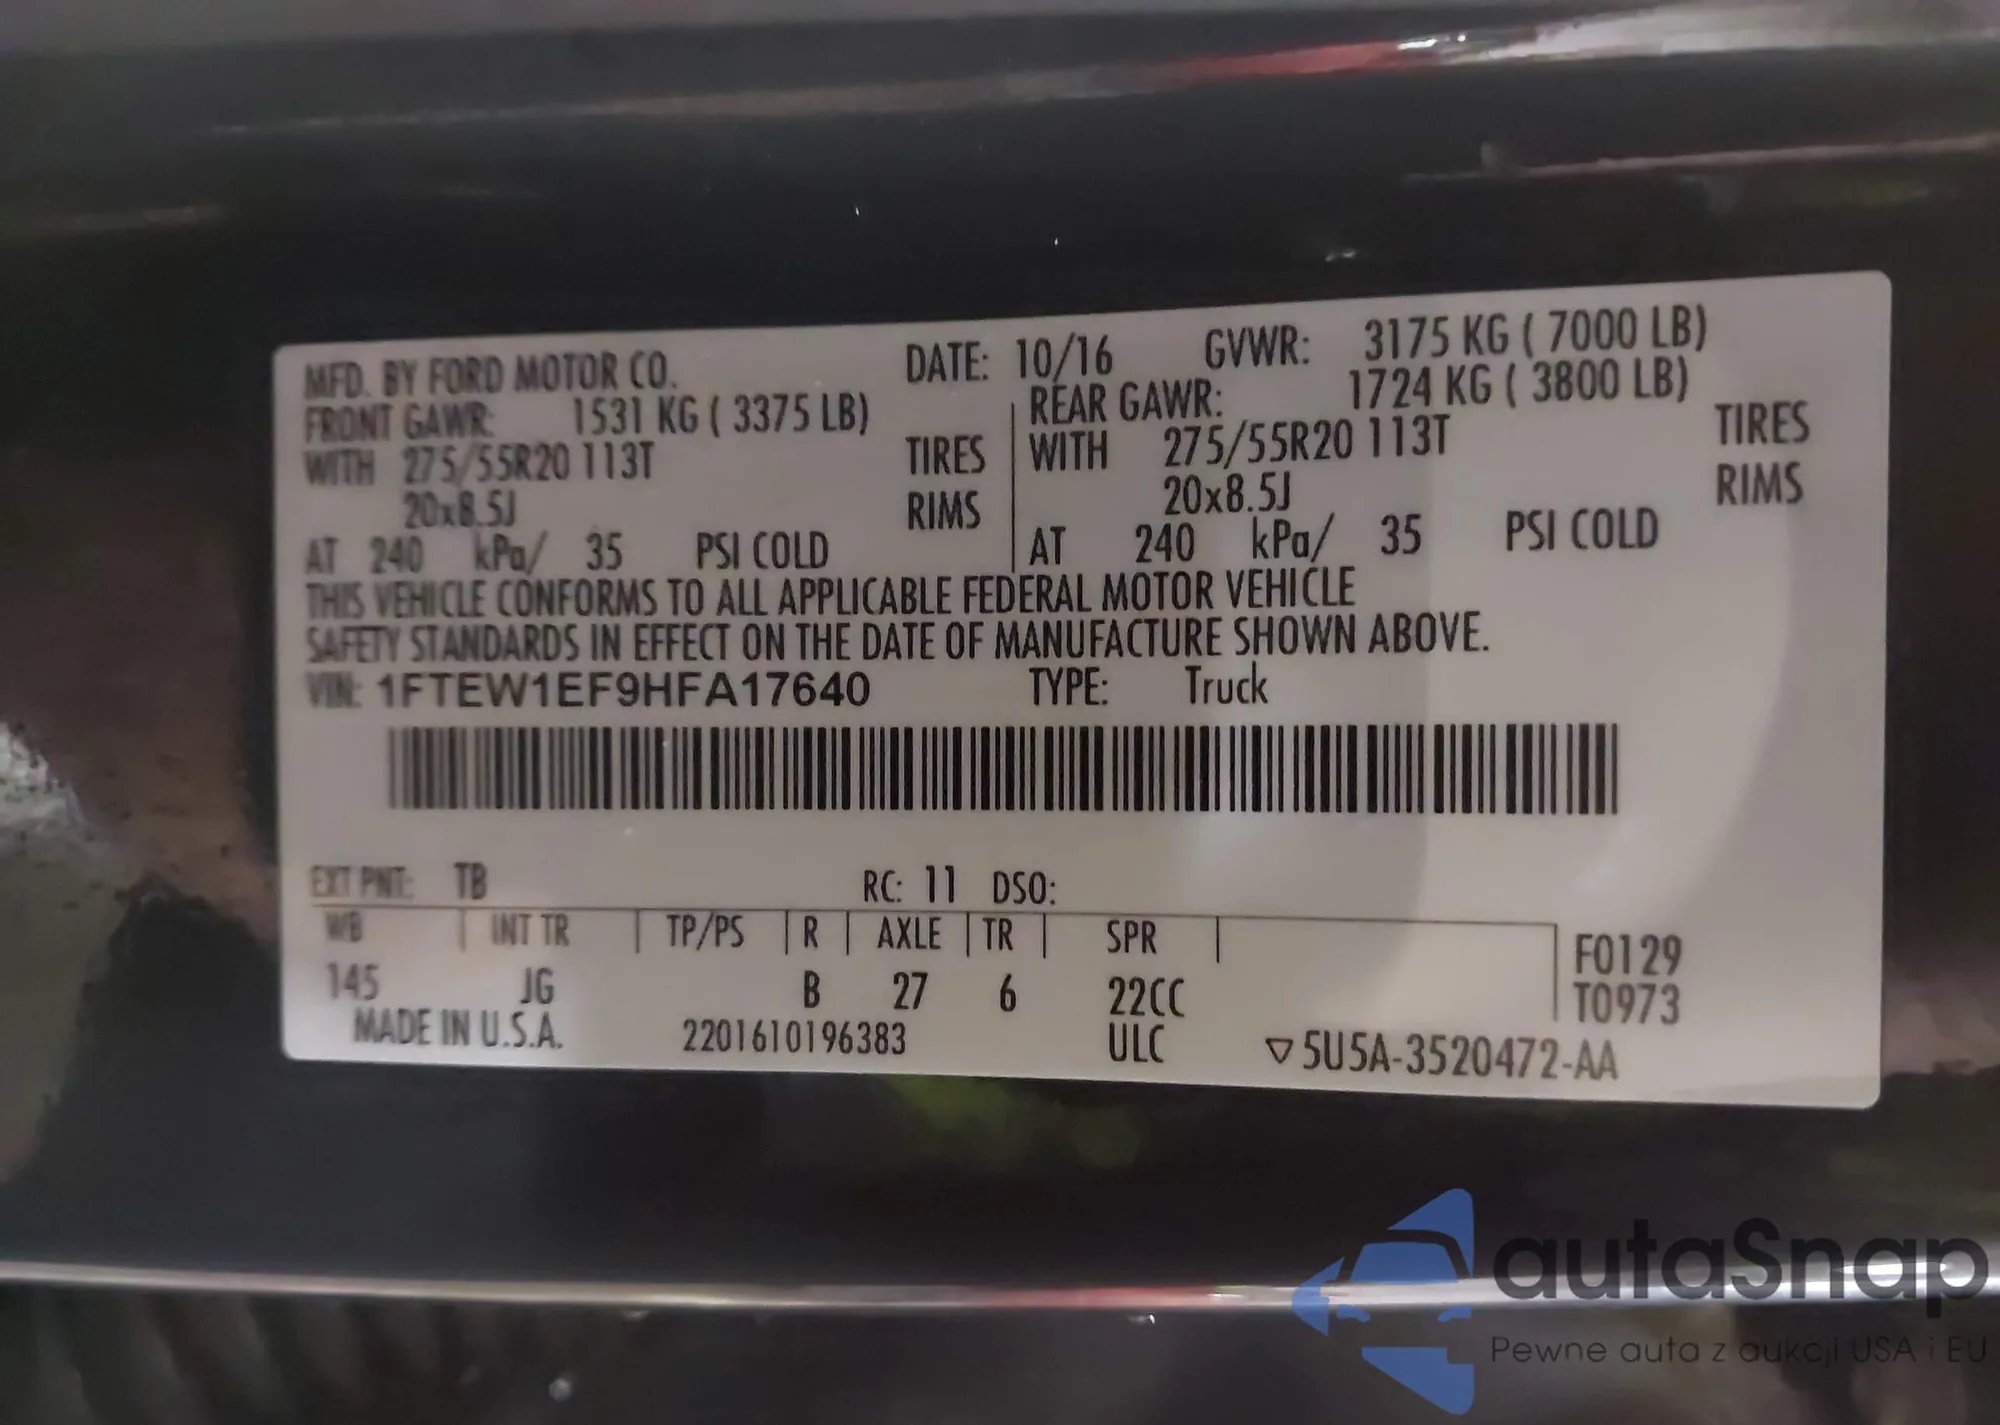 MFD. BY FORD MOTOR CO. DATE: 10/16 GVWR: 3175 KG ( 7000 LB)
FRONT GAWR: 1531 KG ( 3375 LB) REAR GAWR: 1724 KG ( 3800 LB)
WITH 275/55R20 113T TIRES WITH 275/55R20 113T TIRES
20x8.5J RIMS 20x8.5J RIMS
AT 240 kPa/ 35 PSI COLD AT 240 kPa/ 35 PSI COLD
THIS VEHICLE CONFORMS TO ALL APPLICABLE FEDERAL MOTOR VEHICLE
SAFETY STANDARDS IN EFFECT ON THE DATE OF MANUFACTURE SHOWN ABOVE.
VIN: 1FTEW1EF9HFA17640 TYPE: Truck
EXT PNT: TB RC: 11 DSO:
WB INT TR TP/PS R AXLE TR SPR F0129
145 JG B 27 6 22CC T0973
MADE IN U.S.A. 2201610196383 ULC ▽5U5A-3520472-AA
autaSnap
Pewne auta z aukcji USA i EU